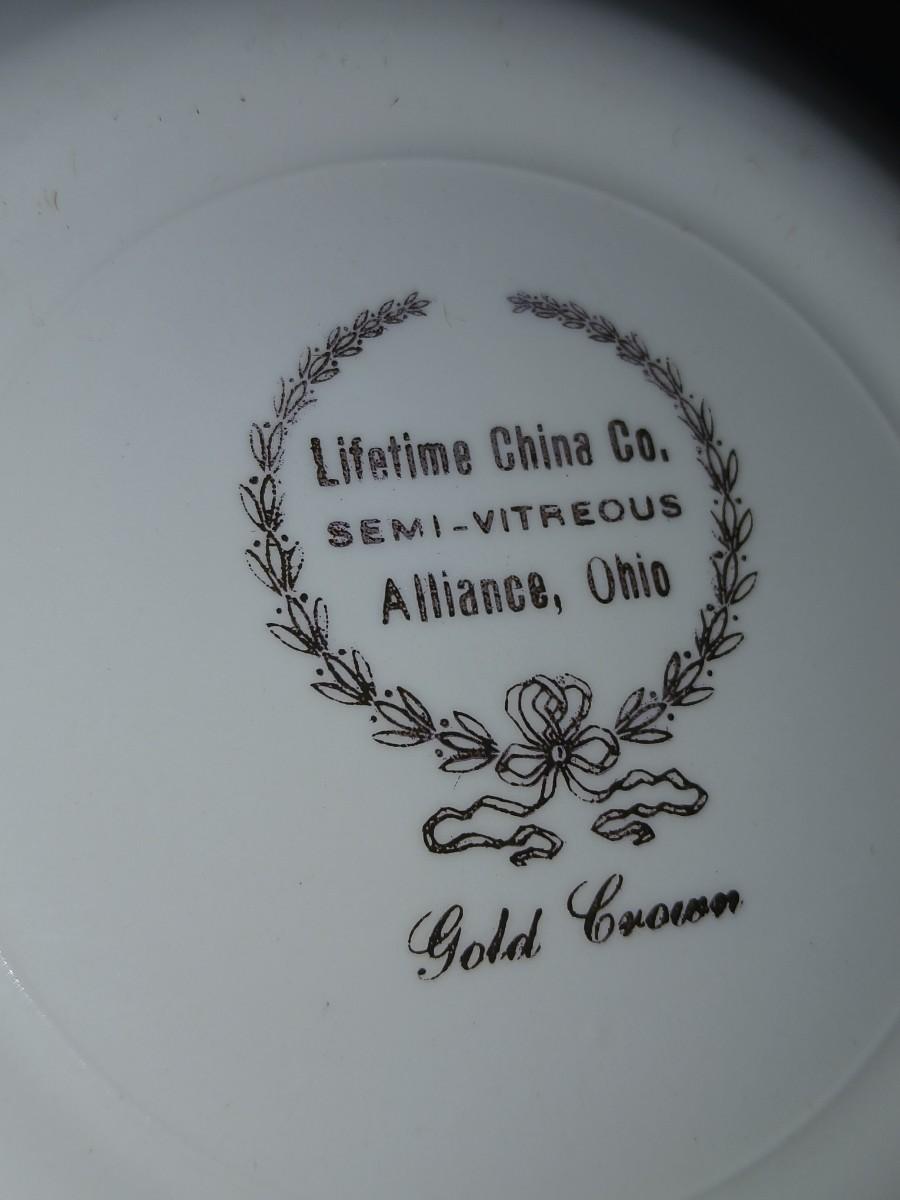 Lifetime China Co.
SEMI-VITREOUS
Alliance, Ohio
Gold Crown